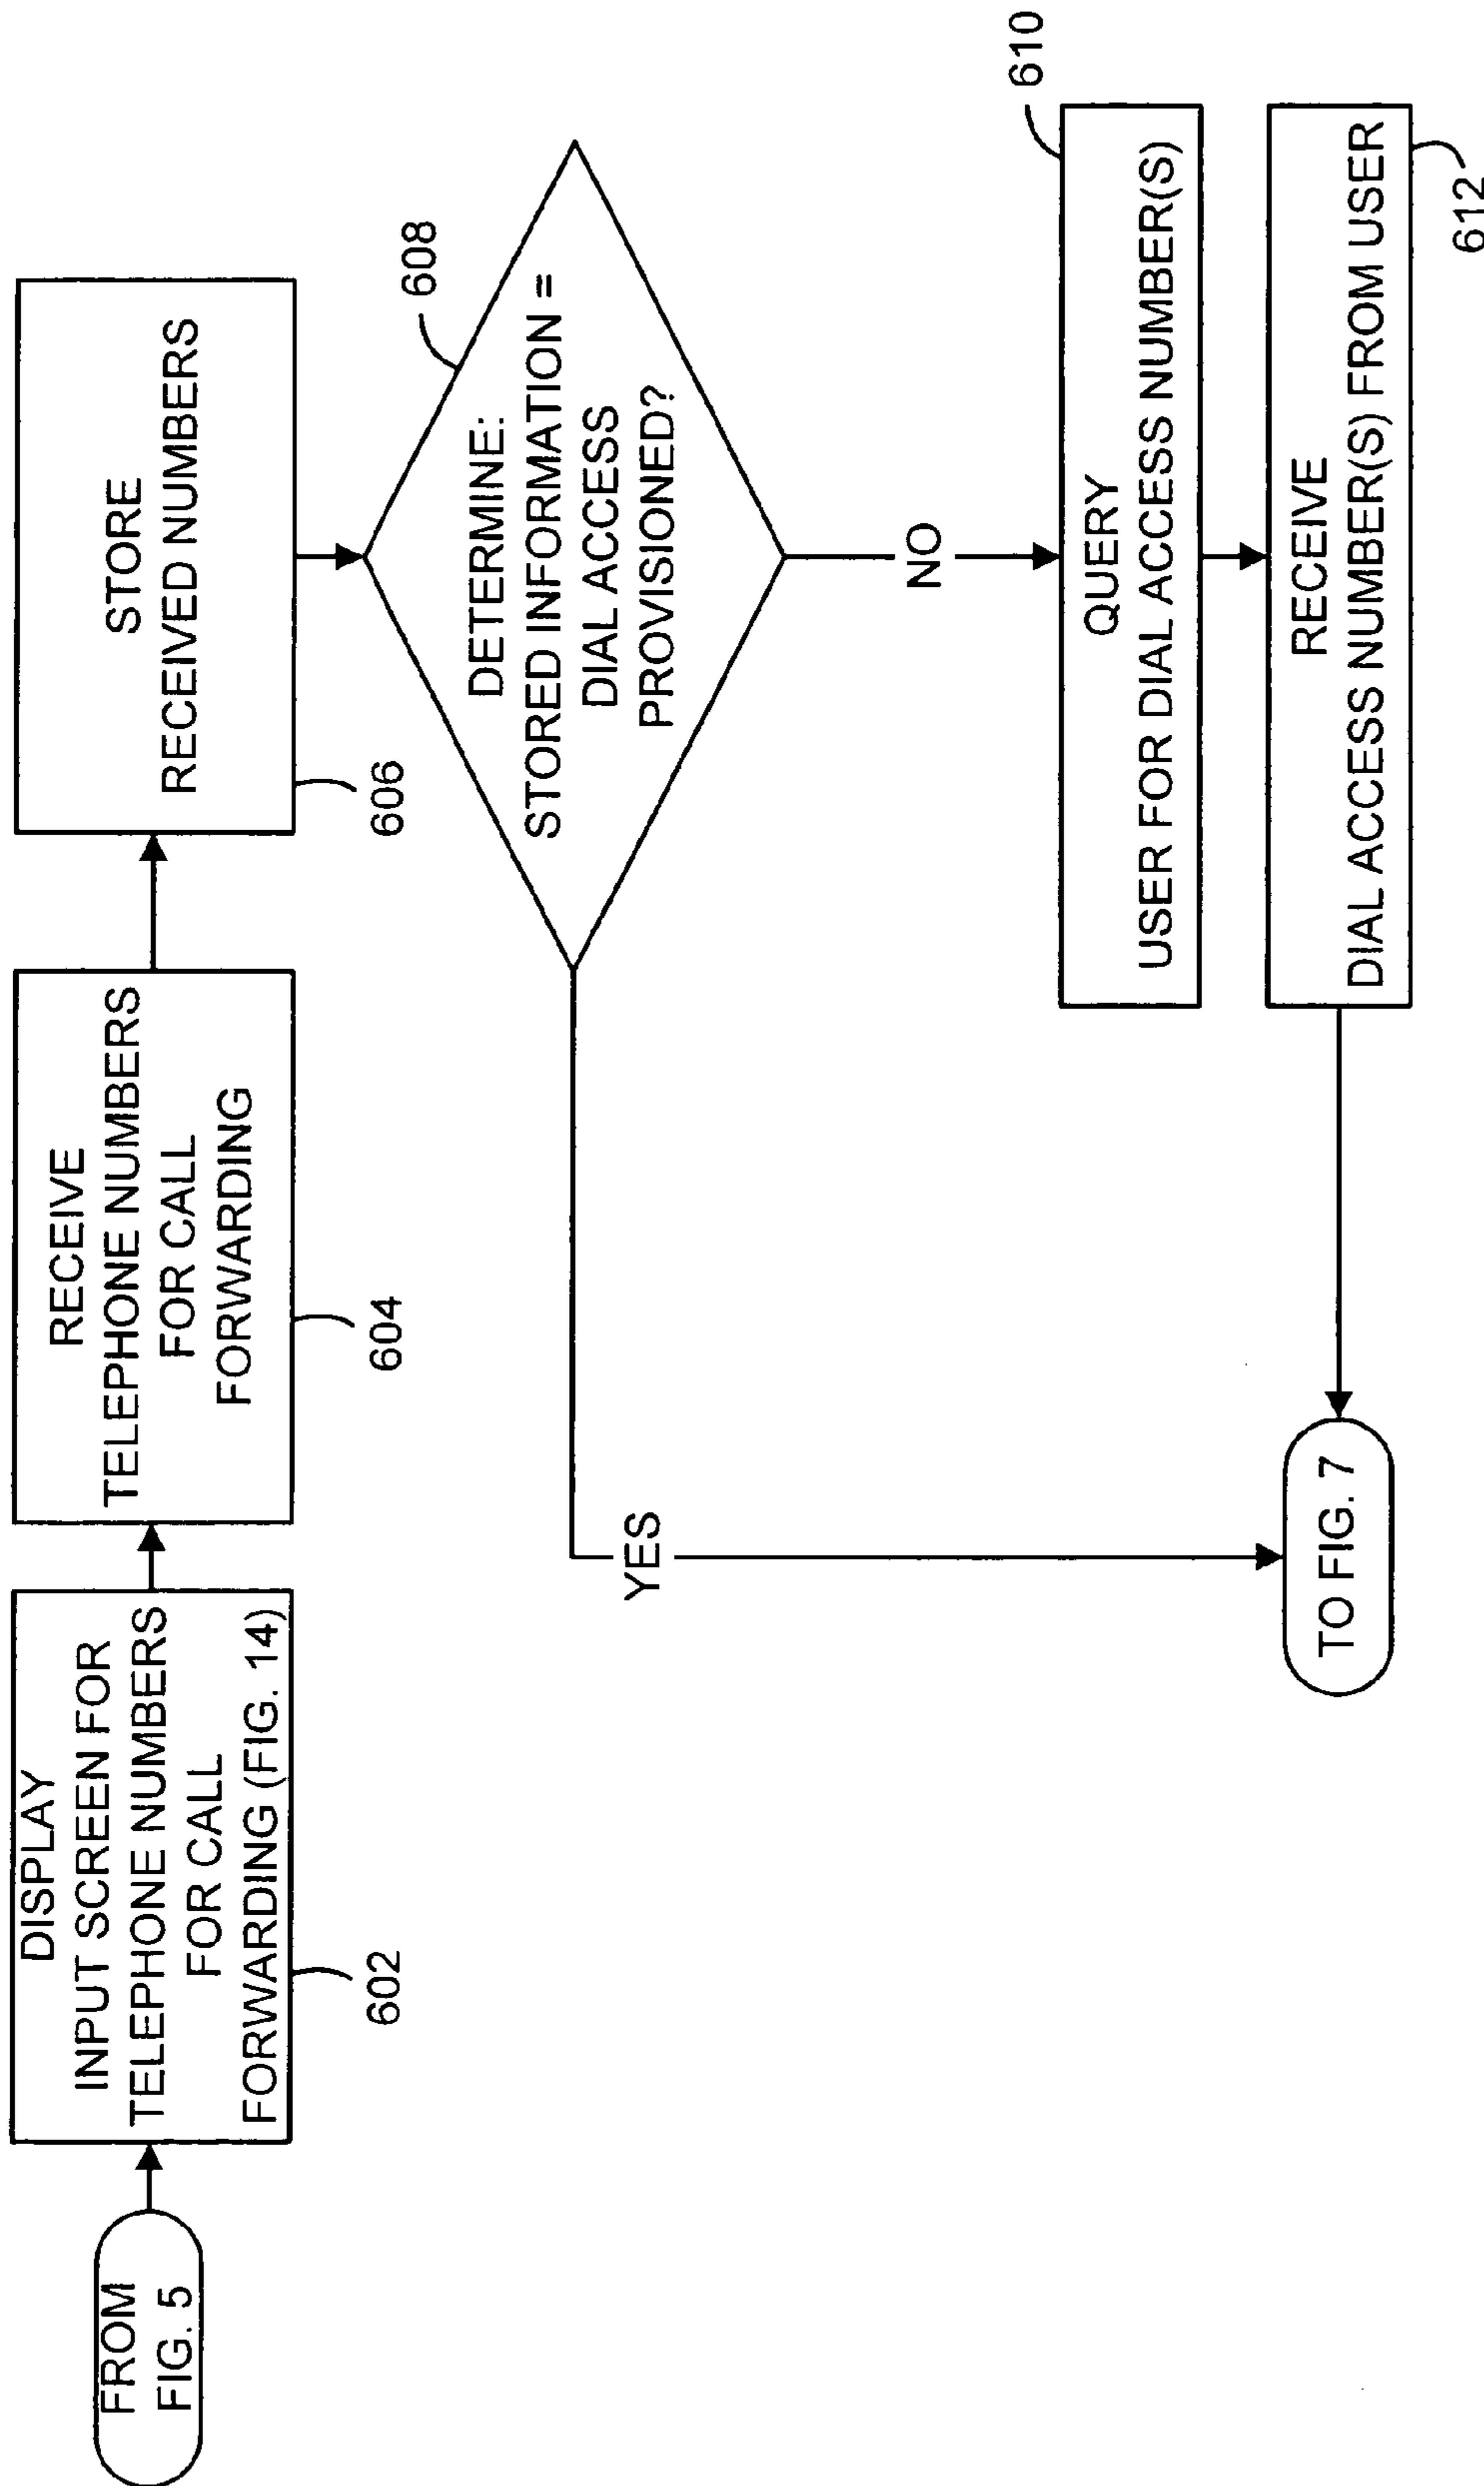 FROM
FIG. 5
DISPLAY
INPUT SCREEN FOR
TELEPHONE NUMBERS
FOR CALL
FORWARDING (FIG. 14)
602
RECEIVE
TELEPHONE NUMBERS
FOR CALL
FORWARDING
604
STORE
RECEIVED NUMBERS
606
DETERMINE:
STORED INFORMATION =
DIAL ACCESS
PROVISIONED?
608
YES
NO
QUERY
USER FOR DIAL ACCESS NUMBER(S)
610
RECEIVE
DIAL ACCESS NUMBER(S) FROM USER
612
TO FIG. 7